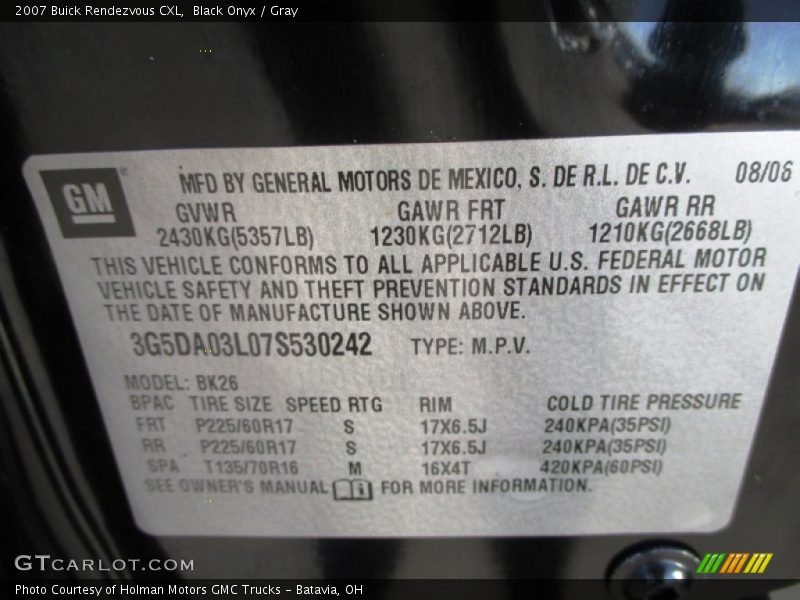 2007 Buick Rendezvous CXL, Black Onyx / Gray
GM ®
MFD BY GENERAL MOTORS DE MEXICO, S. DE R.L. DE C.V. 08/06
GVWR GAWR FRT GAWR RR
2430KG(5357LB) 1230KG(2712LB) 1210KG(2668LB)
THIS VEHICLE CONFORMS TO ALL APPLICABLE U.S. FEDERAL MOTOR
VEHICLE SAFETY AND THEFT PREVENTION STANDARDS IN EFFECT ON
THE DATE OF MANUFACTURE SHOWN ABOVE.
3G5DA03L07S530242 TYPE: M.P.V.
MODEL: BK26
BPAC TIRE SIZE SPEED RTG RIM COLD TIRE PRESSURE
FRT P225/60R17 S 17X6.5J 240KPA(35PSI)
RR P225/60R17 S 17X6.5J 240KPA(35PSI)
SPA T135/70R16 M 16X4T 420KPA(60PSI)
SEE OWNER'S MANUAL FOR MORE INFORMATION.
GTCARLOT.COM
Photo Courtesy of Holman Motors GMC Trucks – Batavia, OH